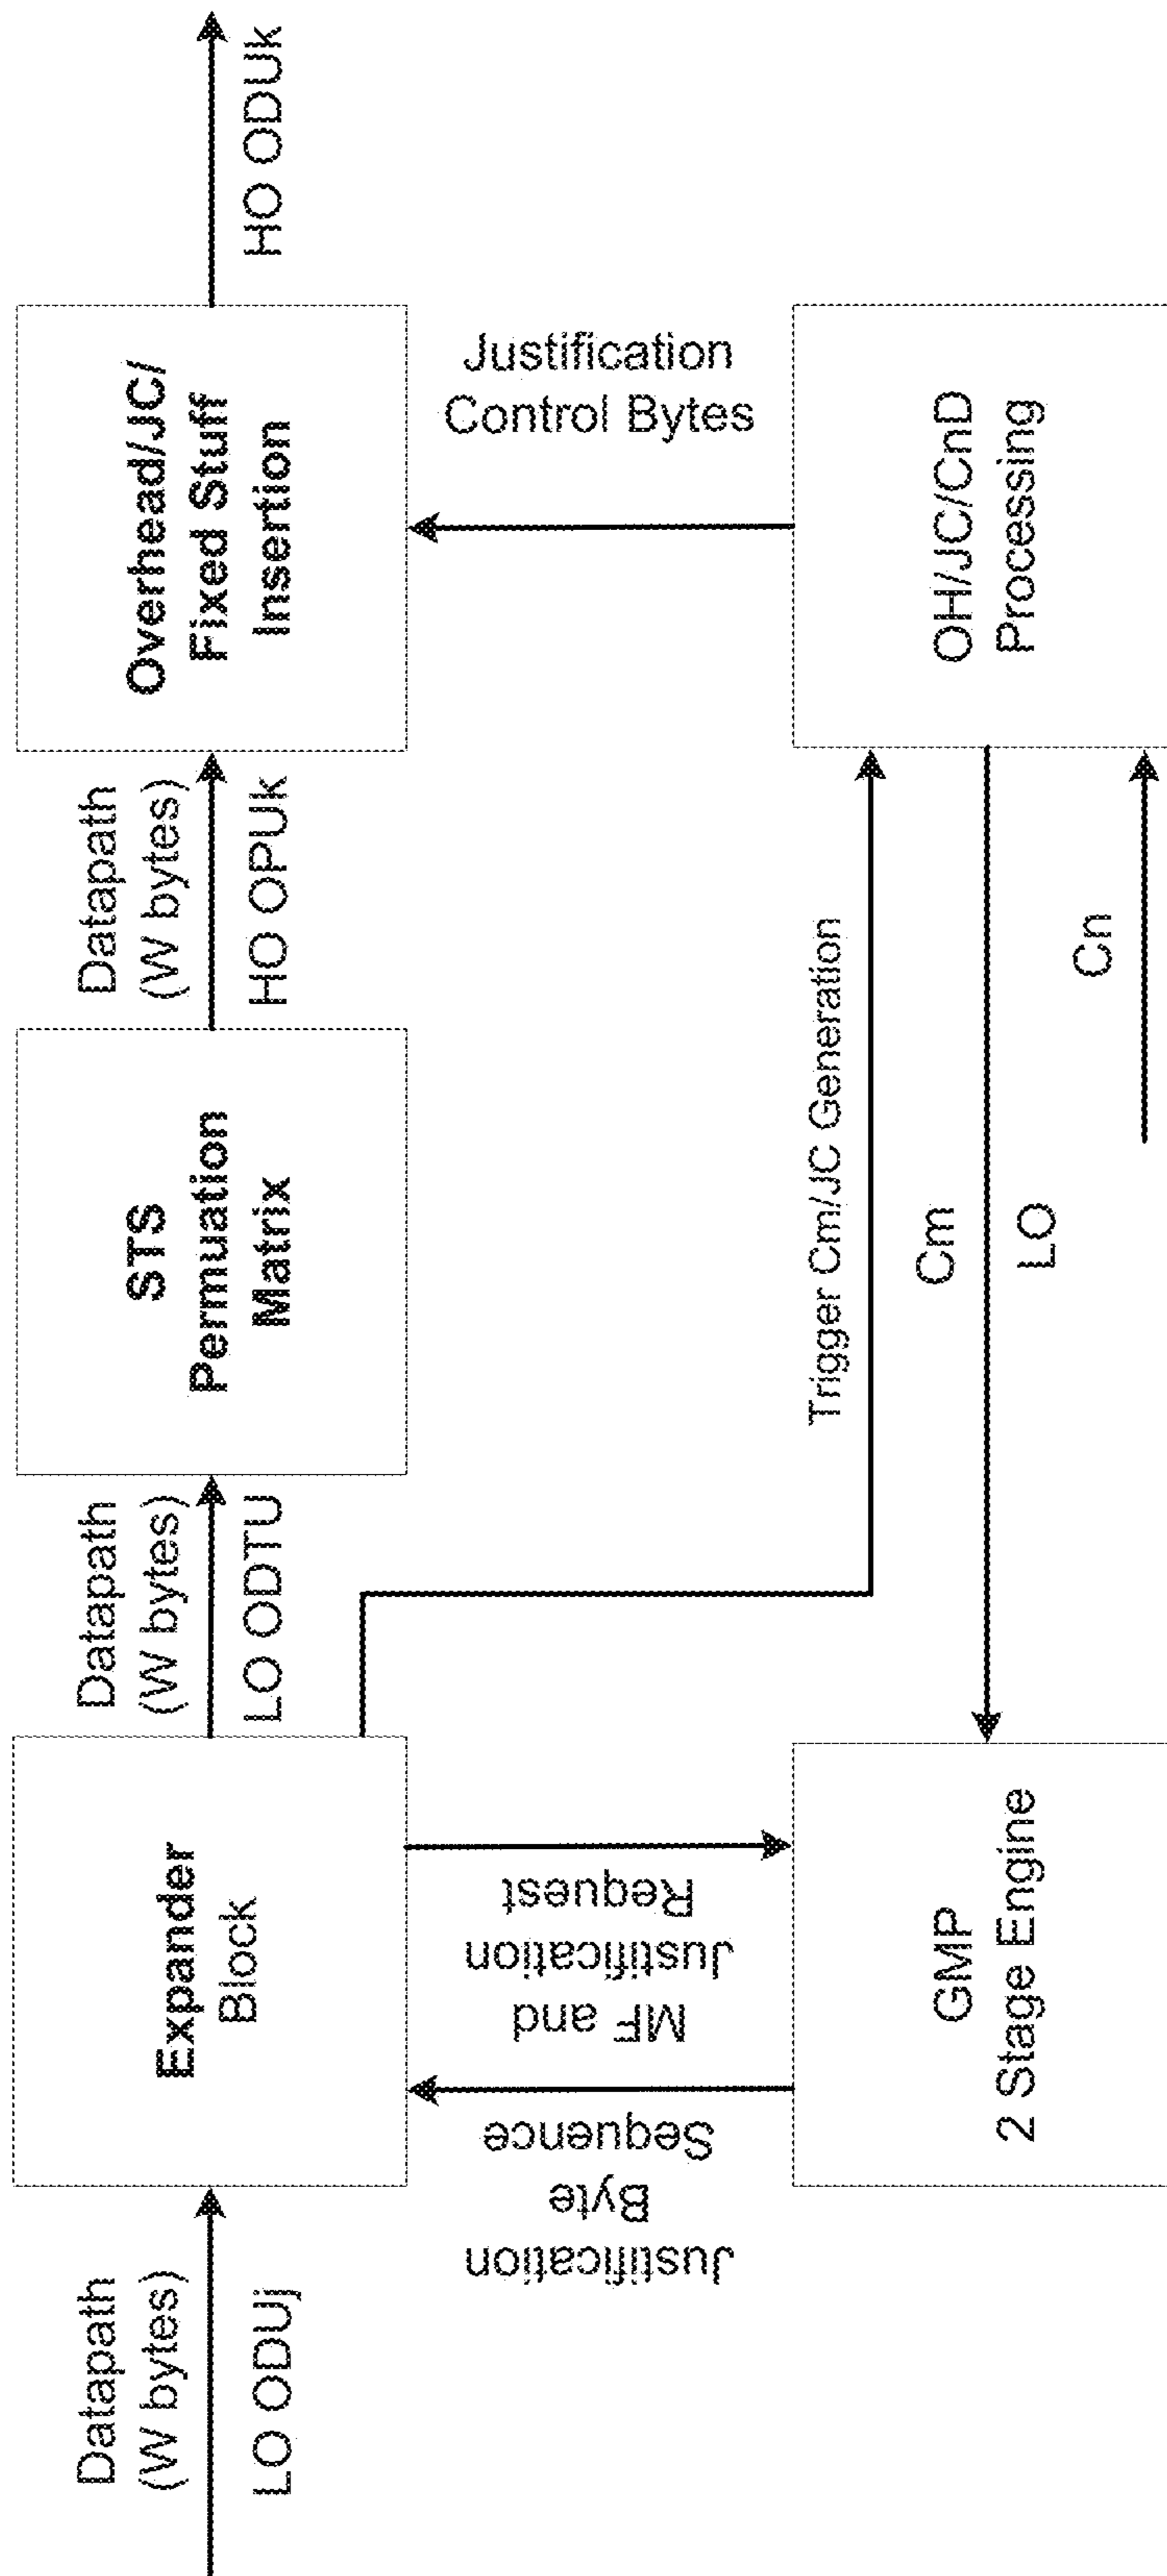 Datapath
(W bytes)
LO ODUj
Expander
Block
Datapath
(W bytes)
LO ODTU
STS
Permuation
Matrix
Datapath
(W bytes)
HO OPUk
Overhead/JC/
Fixed Stuff
Insertion
HO ODUk
Justification
Byte
Sequence
MF and
Justification
Request
Trigger Cm/JC Generation
Justification
Control Bytes
GMP
2 Stage Engine
Cm
LO
Cn
OH/JC/CnD
Processing